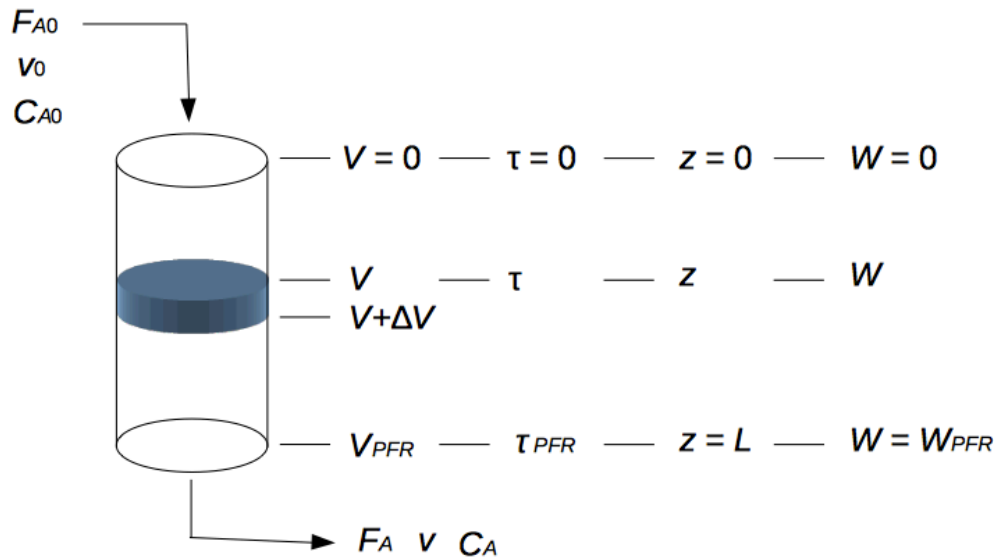 FA0
v0
CA0
V = 0 τ = 0 z = 0 W = 0
V τ z W
V+ΔV
VPFR τPFR z = L W = WPFR
FA v CA